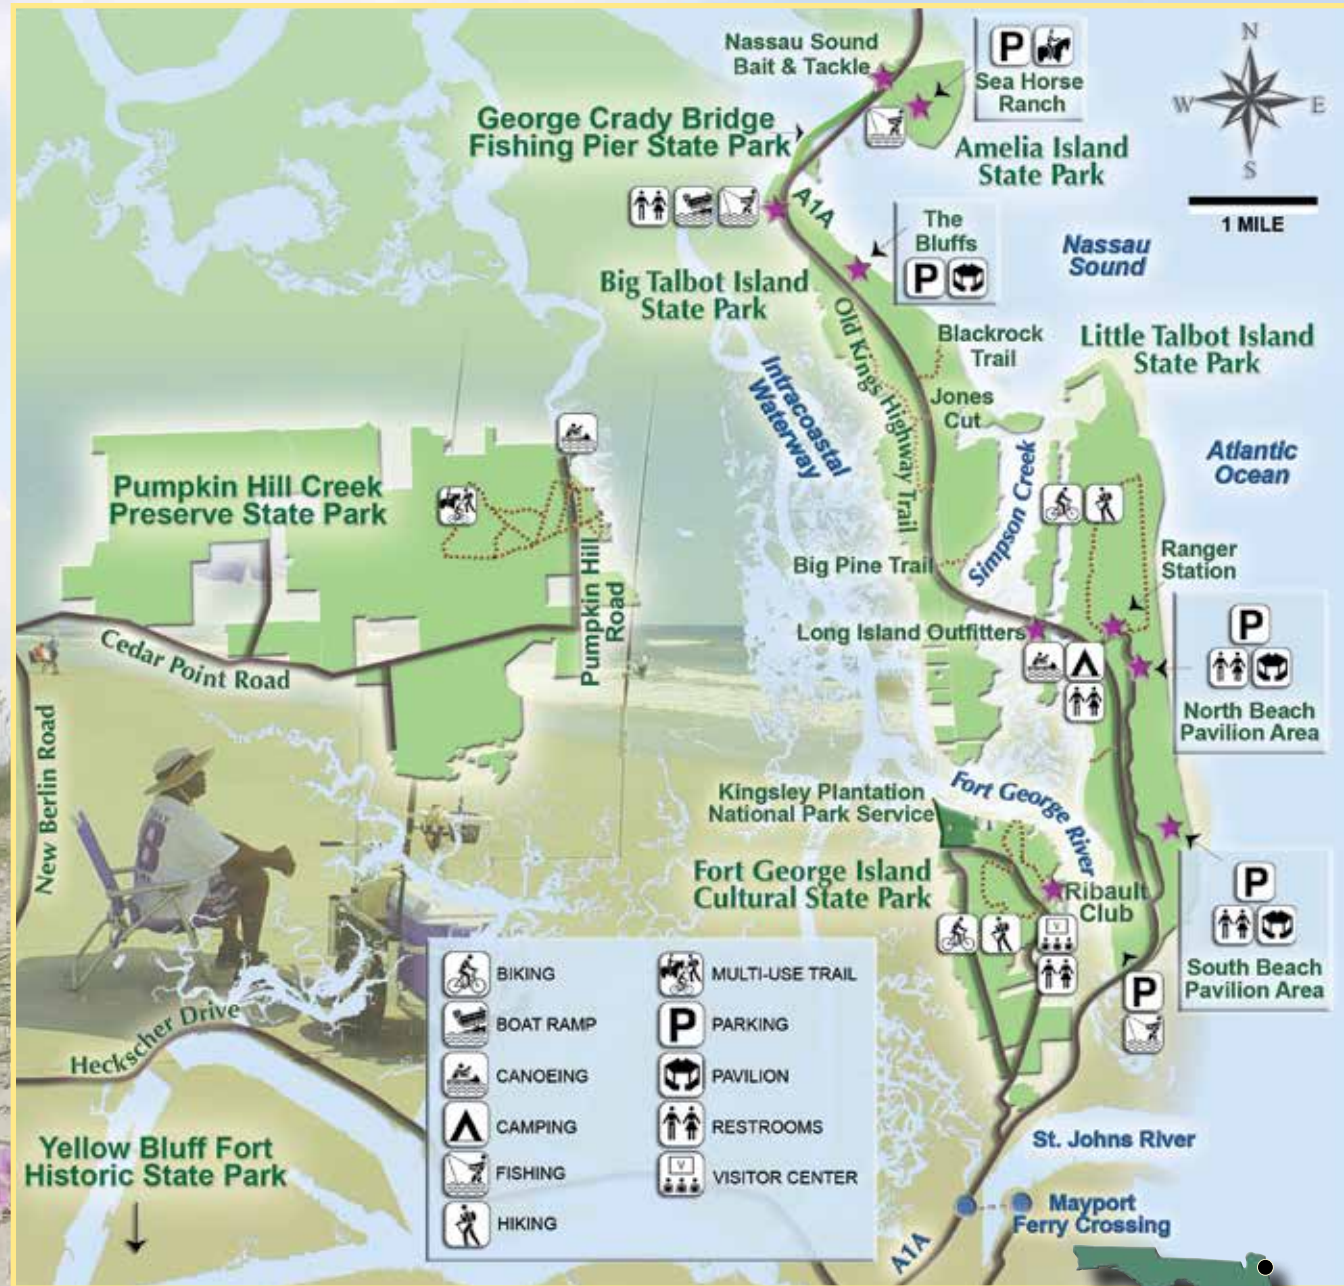 Nassau Sound
Bait & Tackle
P
Sea Horse
Ranch
N
W
E
S
1 MILE
George Crady Bridge
Fishing Pier State Park
Amelia Island
State Park
A1A
The
Bluffs
P
Nassau
Sound
Big Talbot Island
State Park
Old Kings Highway Trail
Blackrock
Trail
Little Talbot Island
State Park
Intracoastal
Waterway
Jones
Cut
Atlantic
Ocean
Simpson Creek
Pumpkin Hill Creek
Preserve State Park
Pumpkin Hill
Road
Big Pine Trail
Ranger
Station
Long Island Outfitters
P
North Beach
Pavilion Area
Cedar Point Road
New Berlin Road
8
Kingsley Plantation
National Park Service
Fort George River
Fort George Island
Cultural State Park
Ribault
Club
V
P
South Beach
Pavilion Area
P
BIKING
BOAT RAMP
CANOEING
CAMPING
FISHING
HIKING
MULTI-USE TRAIL
P PARKING
PAVILION
RESTROOMS
V VISITOR CENTER
Heckscher Drive
Yellow Bluff Fort
Historic State Park
St. Johns River
Mayport
Ferry Crossing
A1A